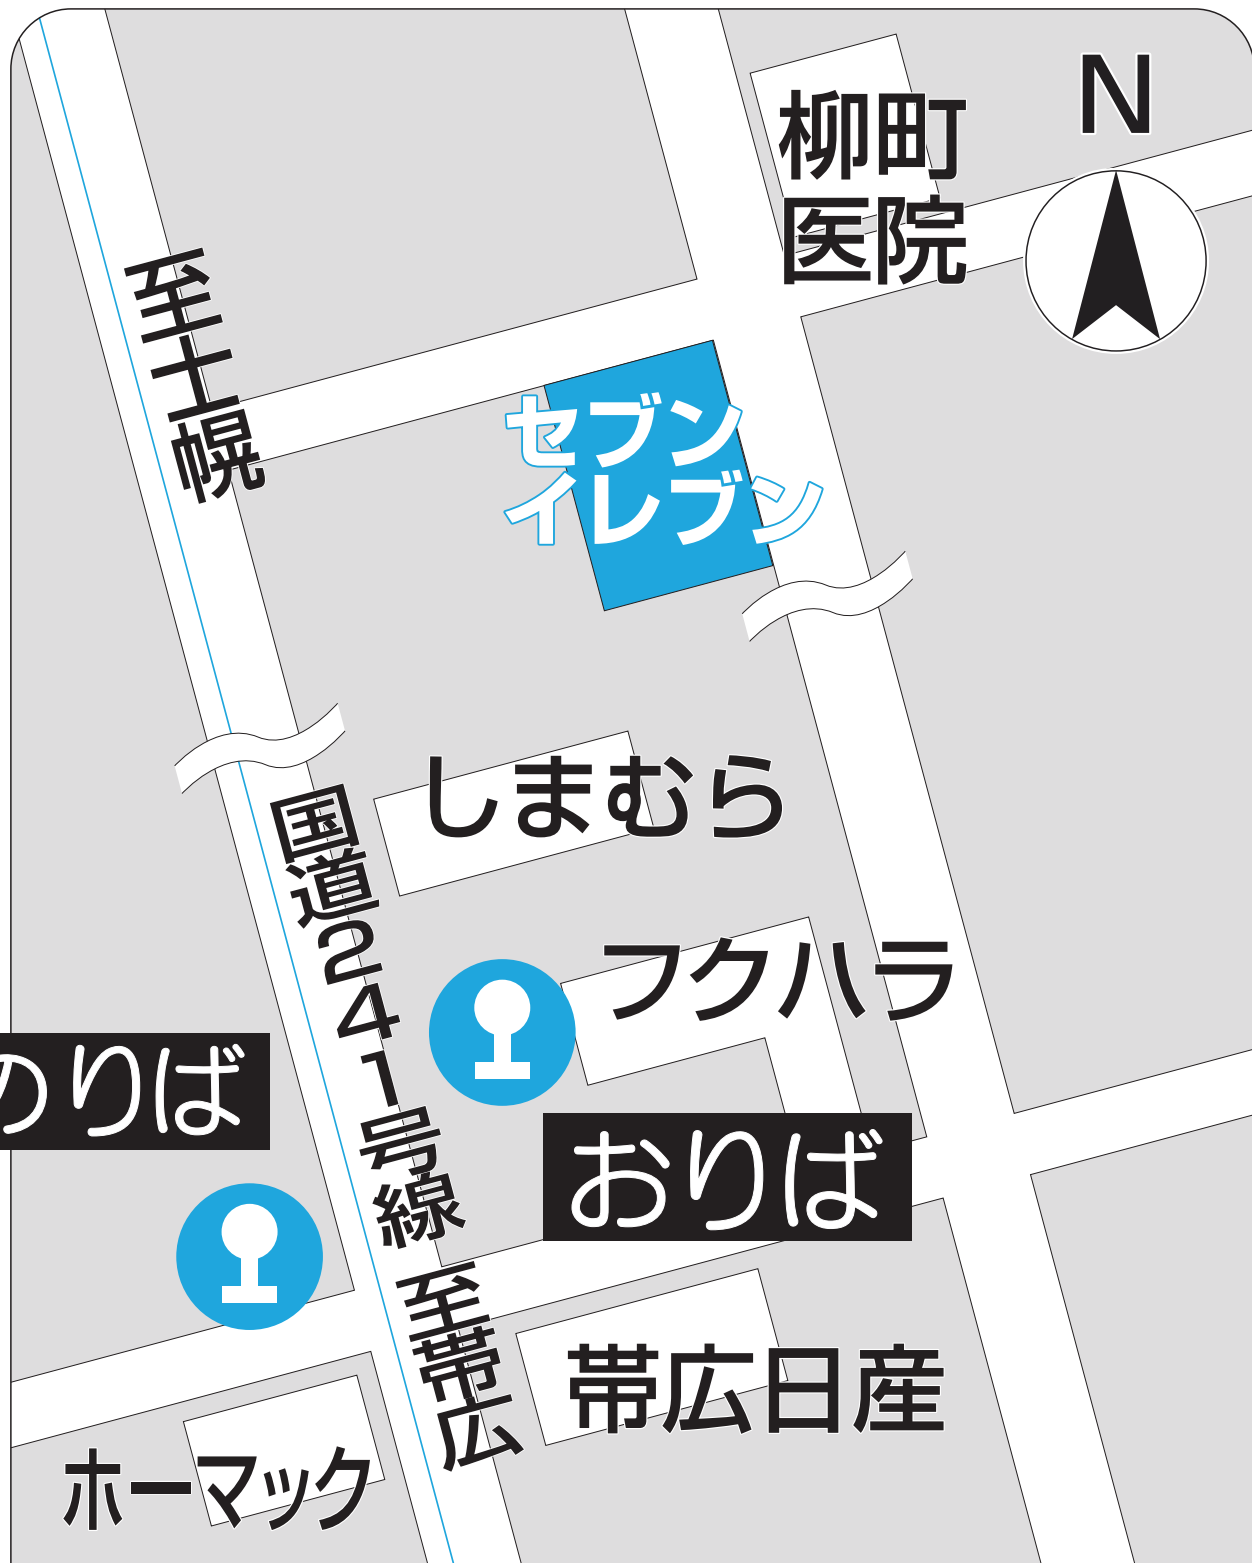 N
柳町
医院
至士幌
セブン
イレブン
しまむら
国道241号線
フクハラ
のりば
おりば
至帯広
帯広日産
ホーマック